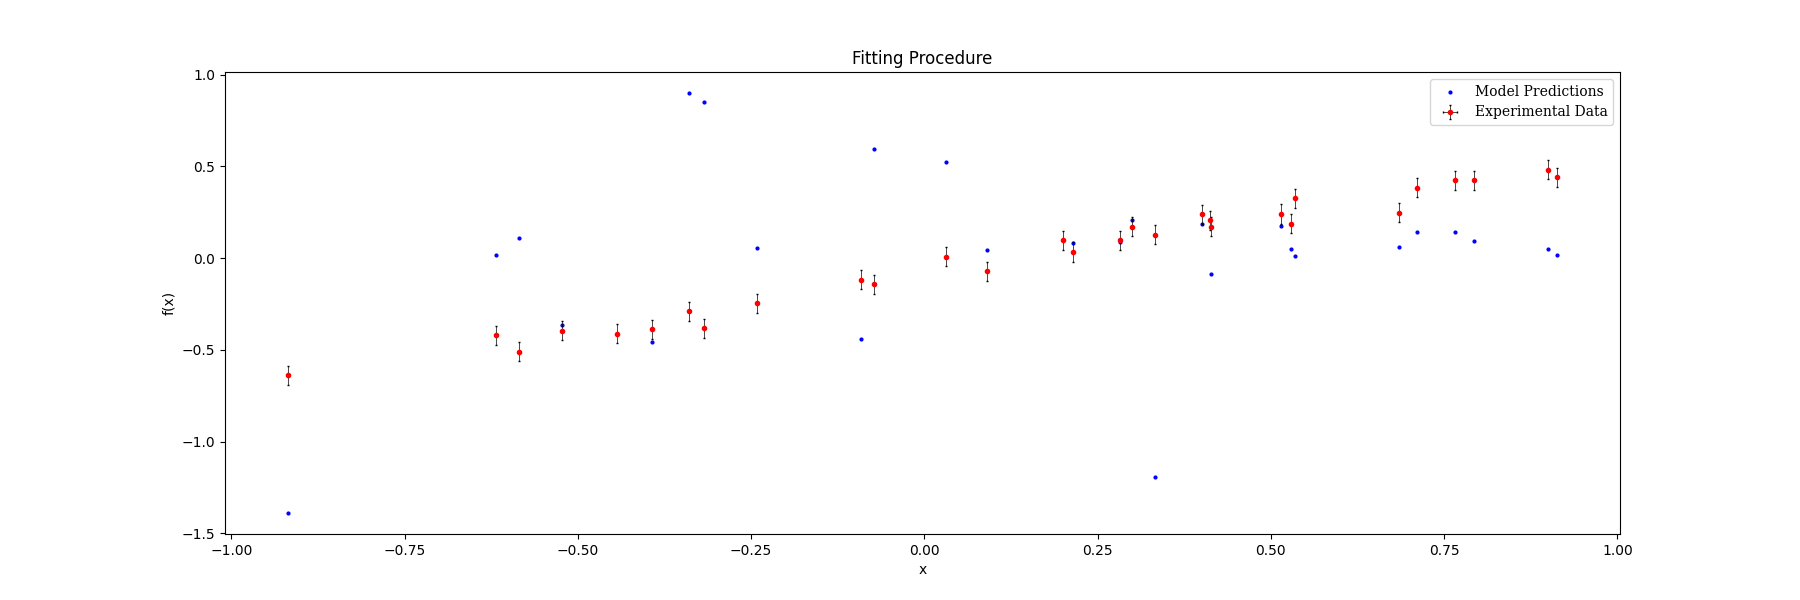 Fitting Procedure
1.0
0.5
0.0
−0.5
−1.0
−1.5
f(x)
Model Predictions
Experimental Data
−1.00 −0.75 −0.50 −0.25 0.00 0.25 0.50 0.75 1.00
x